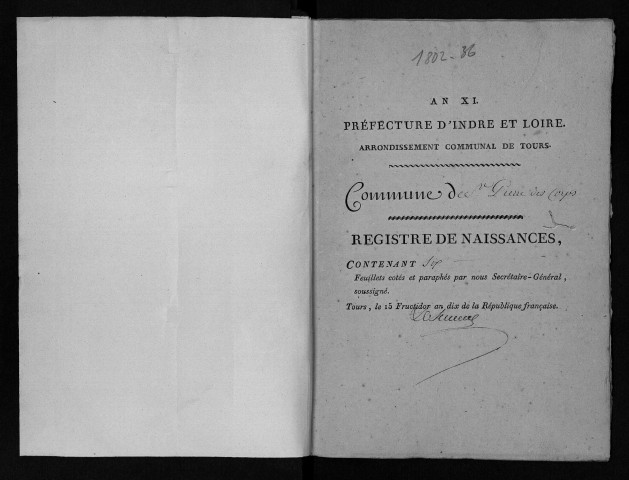 1802-36
AN XI.
PRÉFECTURE D'INDRE ET LOIRE.
ARRONDISSEMENT COMMUNAL DE TOURS.
Commune de St Pierre des Corps
REGISTRE DE NAISSANCES,
CONTENANT Six
Feuillets cotés et paraphés par nous Secrétaire-Général,
soussigné.
Tours, le 15 Fructidor an dix de la République française.